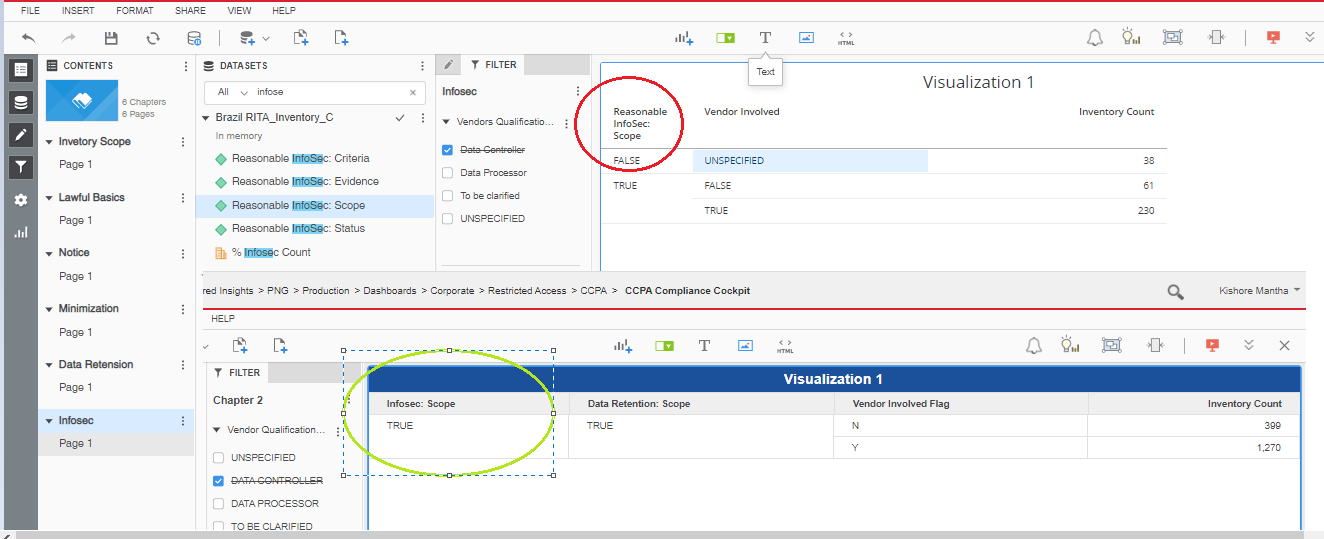 FILE INSERT FORMAT SHARE VIEW HELP
HTML
Text
CONTENTS
6 Chapters
6 Pages
Invetory Scope
Page 1
Lawful Basics
Page 1
Notice
Page 1
Minimization
Page 1
Data Retension
Page 1
Infosec
Page 1
DATASETS
All infose
Brazil RITA_Inventory_C
In memory
Reasonable InfoSec: Criteria
Reasonable InfoSec: Evidence
Reasonable InfoSec: Scope
Reasonable InfoSec: Status
% Infosec Count
FILTER
Infosec
Vendors Qualificatio...
Data Controller
Data Processor
To be clarified
UNSPECIFIED
Visualization 1
Reasonable
InfoSec:
Scope
Vendor Involved Inventory Count
FALSE UNSPECIFIED 38
TRUE FALSE 61
TRUE 230
red Insights > PNG > Production > Dashboards > Corporate > Restricted Access > CCPA > CCPA Compliance Cockpit
Kishore Mantha
HELP
HTML
FILTER
Chapter 2
Vendor Qualification...
UNSPECIFIED
DATA CONTROLLER
DATA PROCESSOR
TO BE CLARIFIED
Visualization 1
Infosec: Scope Data Retention: Scope Vendor Involved Flag Inventory Count
TRUE TRUE N 399
Y 1,270